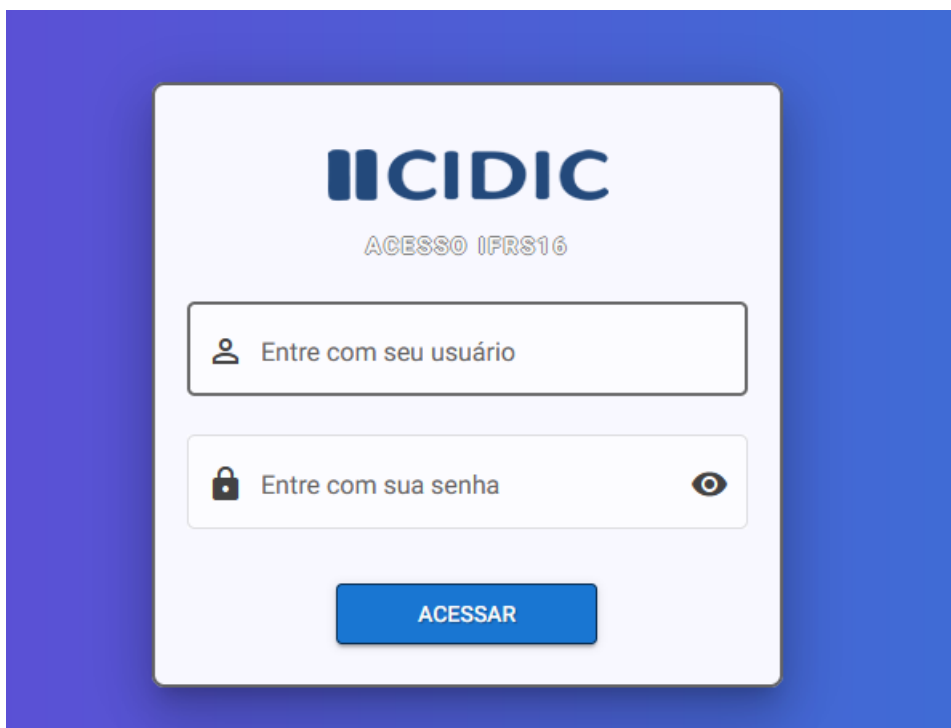 CIDIC
ACESSO IFRS16
Entre com seu usuário
Entre com sua senha
ACESSAR